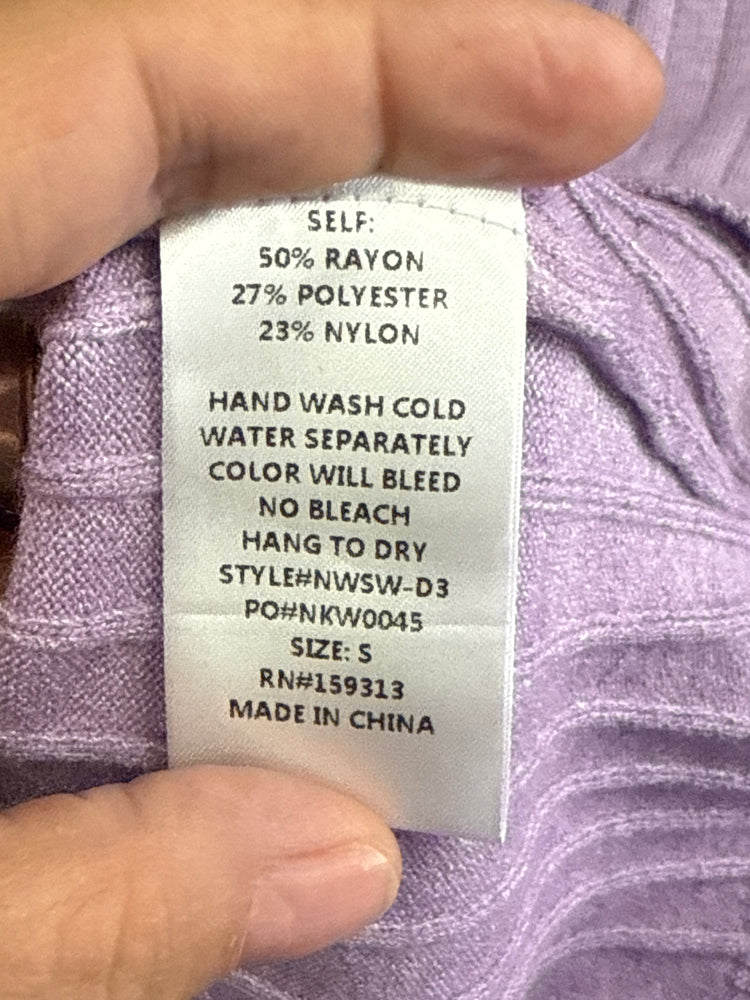 SELF:
50% RAYON
27% POLYESTER
23% NYLON
HAND WASH COLD
WATER SEPARATELY
COLOR WILL BLEED
NO BLEACH
HANG TO DRY
STYLE#NWSW-D3
PO#NKW0045
SIZE: S
RN#159313
MADE IN CHINA